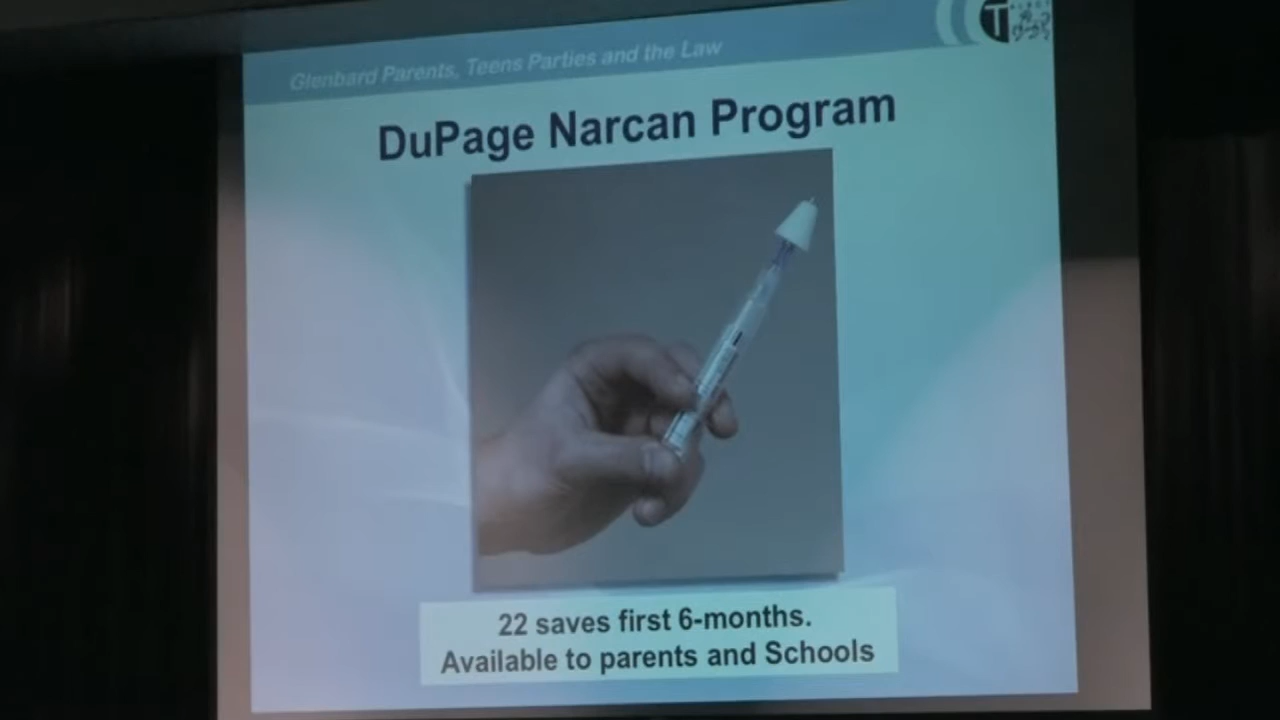 Glenbard Parents, Teens Parties and the Law
T
DuPage Narcan Program
22 saves first 6-months.
Available to parents and Schools